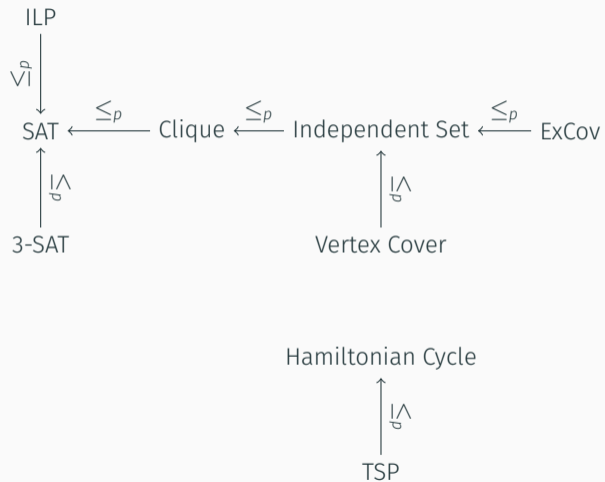 ILP
≤p
SAT ≤p Clique ≤p Independent Set ≤p ExCov
≤p ≤p
3-SAT Vertex Cover
Hamiltonian Cycle
≤p
TSP